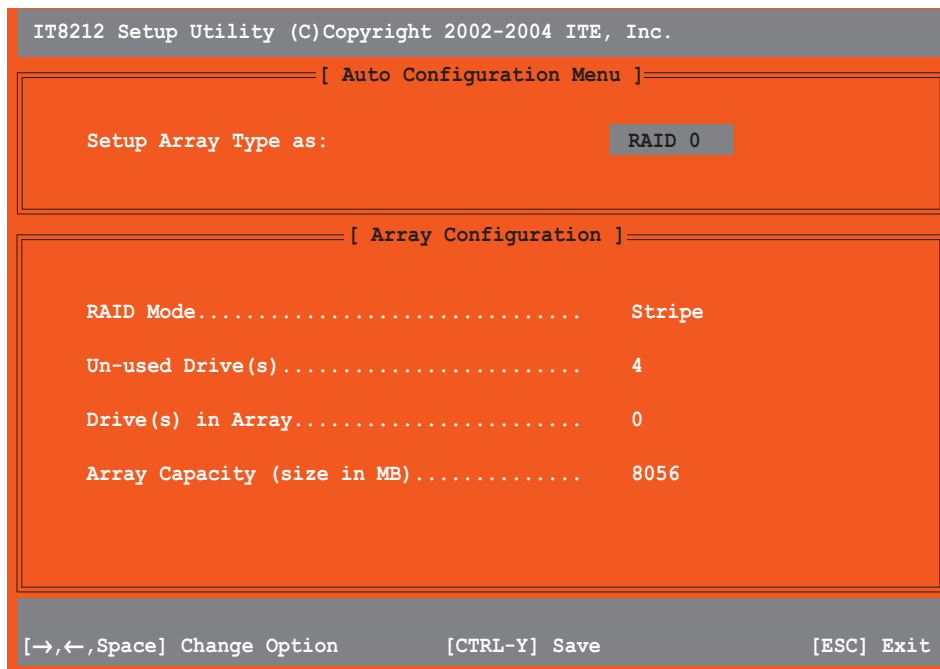 IT8212 Setup Utility (C)Copyright 2002-2004 ITE, Inc.
[ Auto Configuration Menu ]
Setup Array Type as: RAID 0
[ Array Configuration ]
RAID Mode................................ Stripe
Un-used Drive(s)......................... 4
Drive(s) in Array........................ 0
Array Capacity (size in MB).............. 8056
[→,←,Space] Change Option [CTRL-Y] Save [ESC] Exit